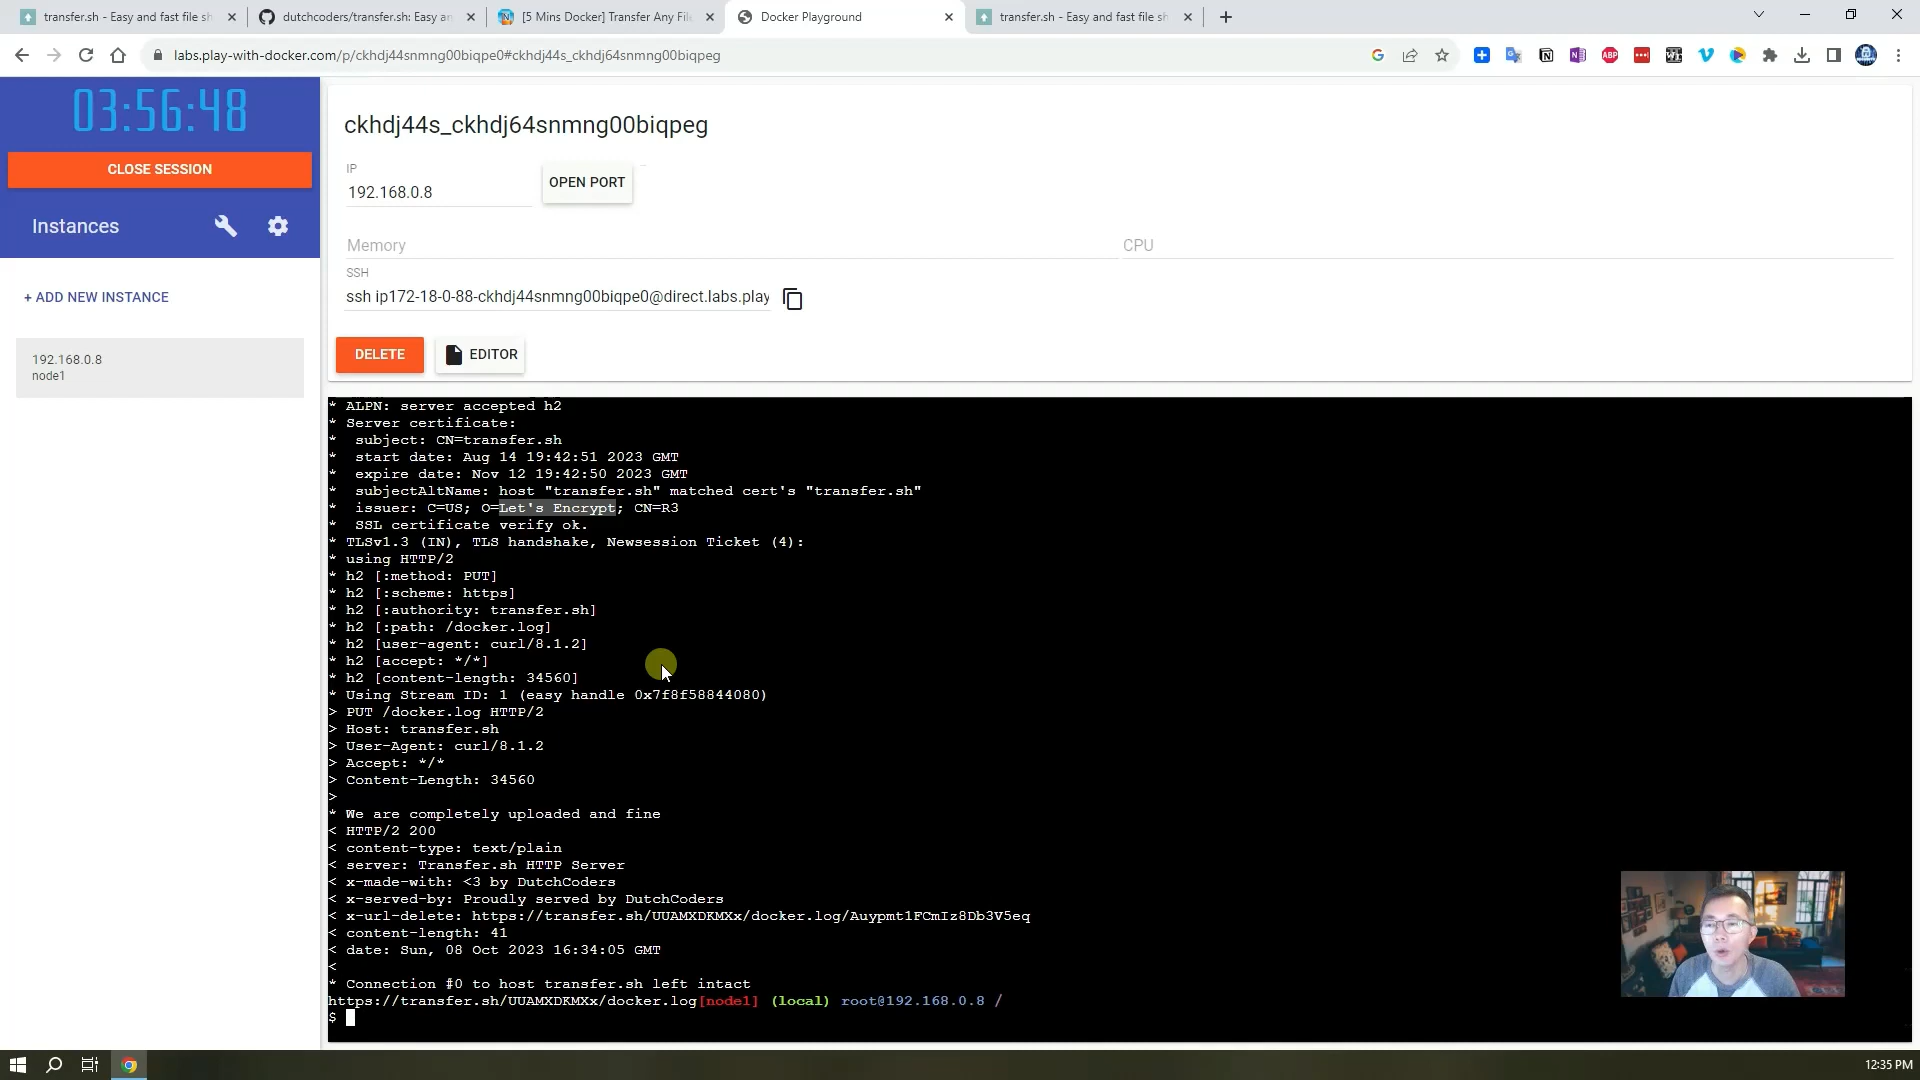 transfer.sh - Easy and fast file sh
dutchcoders/transfer.sh: Easy an
[5 Mins Docker] Transfer Any Fil
Docker Playground
transfer.sh - Easy and fast file sh
labs.play-with-docker.com/p/ckhdj44snmng00biqpe0#ckhdj44s_ckhdj64snmng00biqpeg
ABP
03:56:48
CLOSE SESSION
Instances
+ ADD NEW INSTANCE
192.168.0.8
node1
ckhdj44s_ckhdj64snmng00biqpeg
IP
192.168.0.8
OPEN PORT
Memory
CPU
SSH
ssh ip172-18-0-88-ckhdj44snmng00biqpe0@direct.labs.play
DELETE
EDITOR
* ALPN: server accepted h2
* Server certificate:
*  subject: CN=transfer.sh
*  start date: Aug 14 19:42:51 2023 GMT
*  expire date: Nov 12 19:42:50 2023 GMT
*  subjectAltName: host "transfer.sh" matched cert's "transfer.sh"
*  issuer: C=US; O=Let's Encrypt; CN=R3
*  SSL certificate verify ok.
* TLSv1.3 (IN), TLS handshake, Newsession Ticket (4):
* using HTTP/2
* h2 [:method: PUT]
* h2 [:scheme: https]
* h2 [:authority: transfer.sh]
* h2 [:path: /docker.log]
* h2 [user-agent: curl/8.1.2]
* h2 [accept: */*]
* h2 [content-length: 34560]
* Using Stream ID: 1 (easy handle 0x7f8f58844080)
> PUT /docker.log HTTP/2
> Host: transfer.sh
> User-Agent: curl/8.1.2
> Accept: */*
> Content-Length: 34560
>
* We are completely uploaded and fine
< HTTP/2 200
< content-type: text/plain
< server: Transfer.sh HTTP Server
< x-made-with: <3 by DutchCoders
< x-served-by: Proudly served by DutchCoders
< x-url-delete: https://transfer.sh/UUAMXDKMXx/docker.log/Auypmt1FCmIz8Db3V5eq
< content-length: 41
< date: Sun, 08 Oct 2023 16:34:05 GMT
<
* Connection #0 to host transfer.sh left intact
https://transfer.sh/UUAMXDKMXx/docker.log[node1] (local) root@192.168.0.8 /
$
12:35 PM